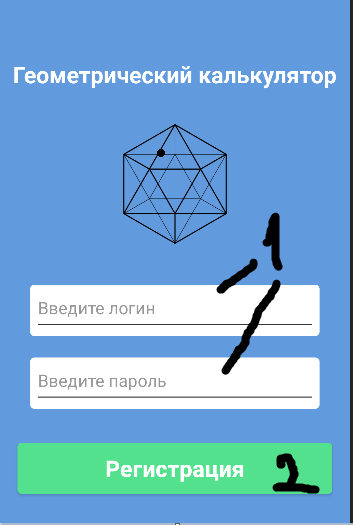 Геометрический калькулятор
1
Введите логин
Введите пароль
Регистрация 2